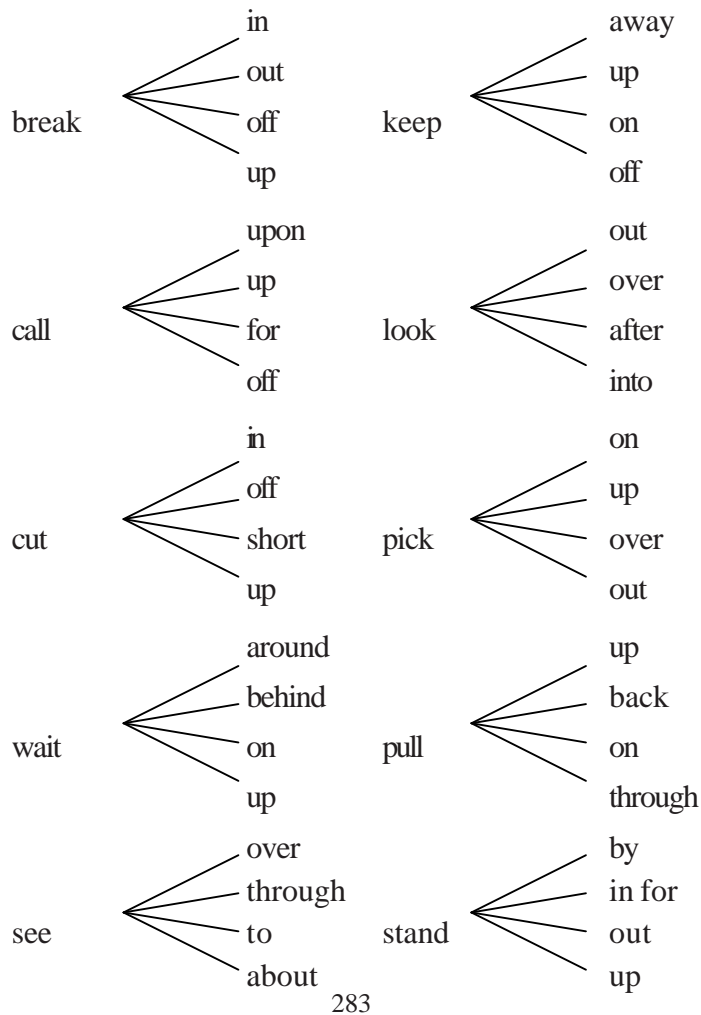 in
out
break
off
up
away
up
keep
on
off
upon
up
call
for
off
out
over
look
after
into
in
off
cut
short
up
on
up
pick
over
out
around
behind
wait
on
up
up
back
pull
on
through
over
through
see
to
about
by
in for
stand
out
up
283